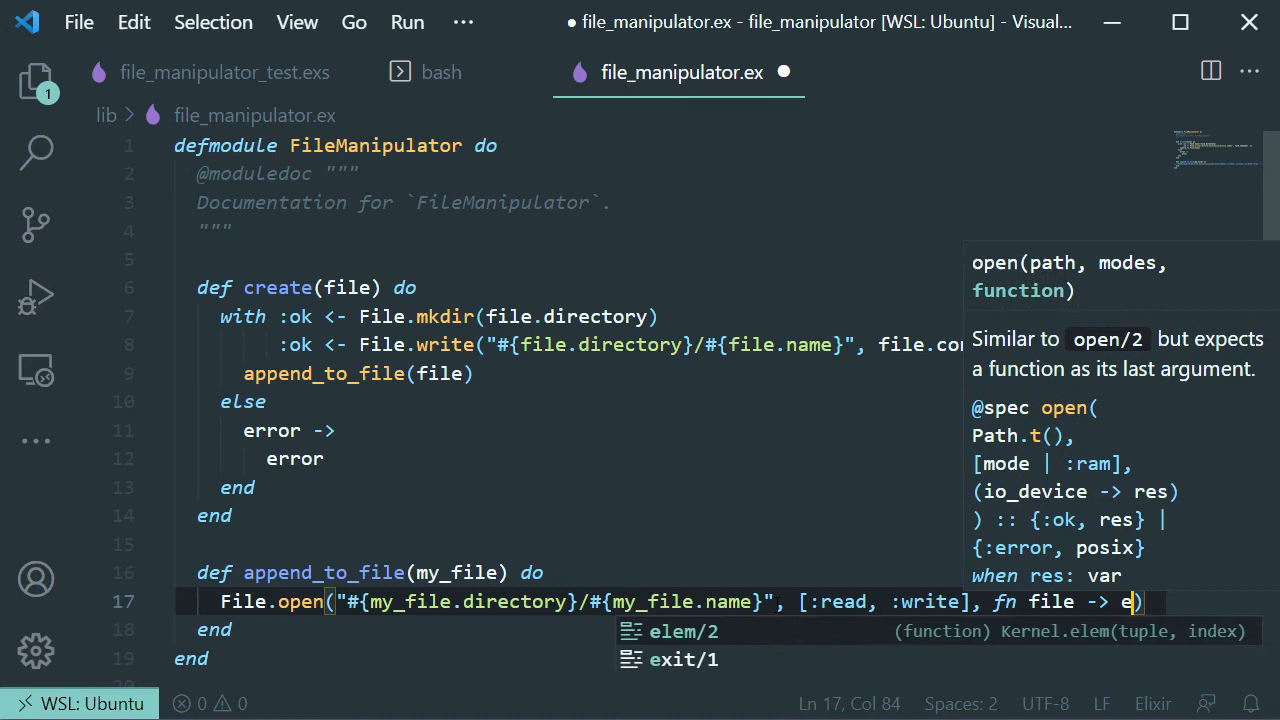 File Edit Selection View Go Run ••• ● file_manipulator.ex - file_manipulator [WSL: Ubuntu] - Visual...
file_manipulator_test.exs bash file_manipulator.ex
1
lib > file_manipulator.ex
1 defmodule FileManipulator do
2 @moduledoc """
3 Documentation for `FileManipulator`.
4 """
5
6 def create(file) do
7 with :ok <- File.mkdir(file.directory)
8 :ok <- File.write("#{file.directory}/#{file.name}", file.con
9 append_to_file(file)
10 else
11 error ->
12 error
13 end
14 end
15
16 def append_to_file(my_file) do
17 File.open("#{my_file.directory}/#{my_file.name}", [:read, :write], fn file -> e)
18 end
19 end
open(path, modes,
function)
Similar to open/2 but expects
a function as its last argument.
@spec open(
Path.t(),
[mode | :ram],
(io_device -> res)
) :: {:ok, res} |
{:error, posix}
when res: var
elem/2 (function) Kernel.elem(tuple, index)
exit/1
WSL: Ubuntu 0 0 Ln 17, Col 84 Spaces: 2 UTF-8 LF Elixir